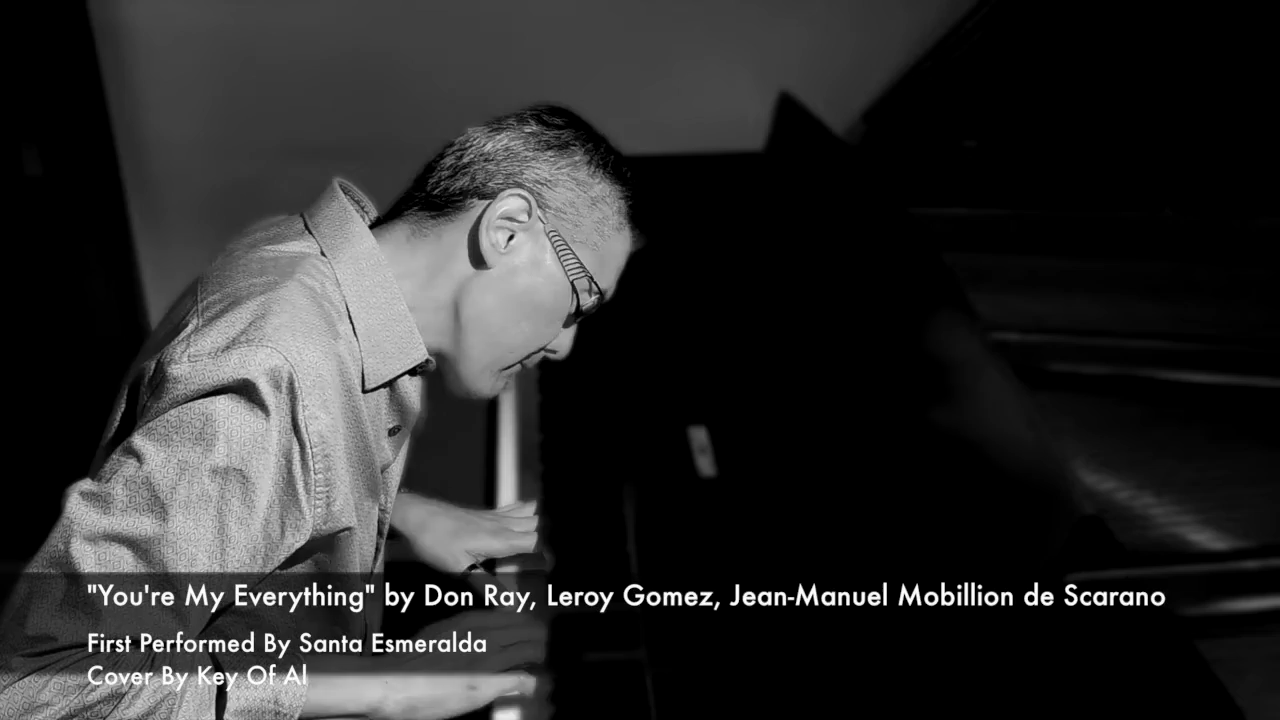 "You're My Everything" by Don Ray, Leroy Gomez, Jean-Manuel Mobillion de Scarano
First Performed By Santa Esmeralda
Cover By Key Of Al